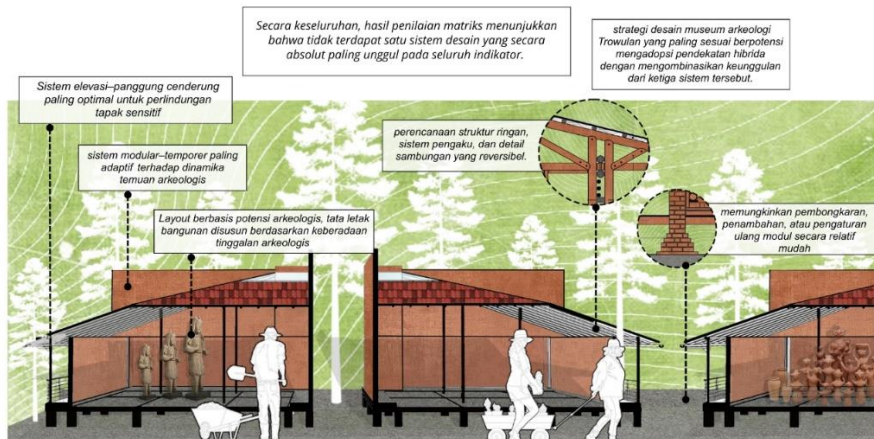 Secara keseluruhan, hasil penilaian matriks menunjukkan
bahwa tidak terdapat satu sistem desain yang secara
absolut paling unggul pada seluruh indikator.
strategi desain museum arkeologi
Trowulan yang paling sesuai berpotensi
mengadopsi pendekatan hibrida
dengan mengombinasikan keunggulan
dari ketiga sistem tersebut.
Sistem elevasi–panggung cenderung
paling optimal untuk perlindungan
tapak sensitif
perencanaan struktur ringan,
sistem pengaku, dan detail
sambungan yang reversibel.
sistem modular–temporer paling
adaptif terhadap dinamika
temuan arkeologis
Layout berbasis potensi arkeologis, tata letak
bangunan disusun berdasarkan keberadaan
tinggalan arkeologis
memungkinkan pembongkaran,
penambahan, atau pengaturan
ulang modul secara relatif
mudah